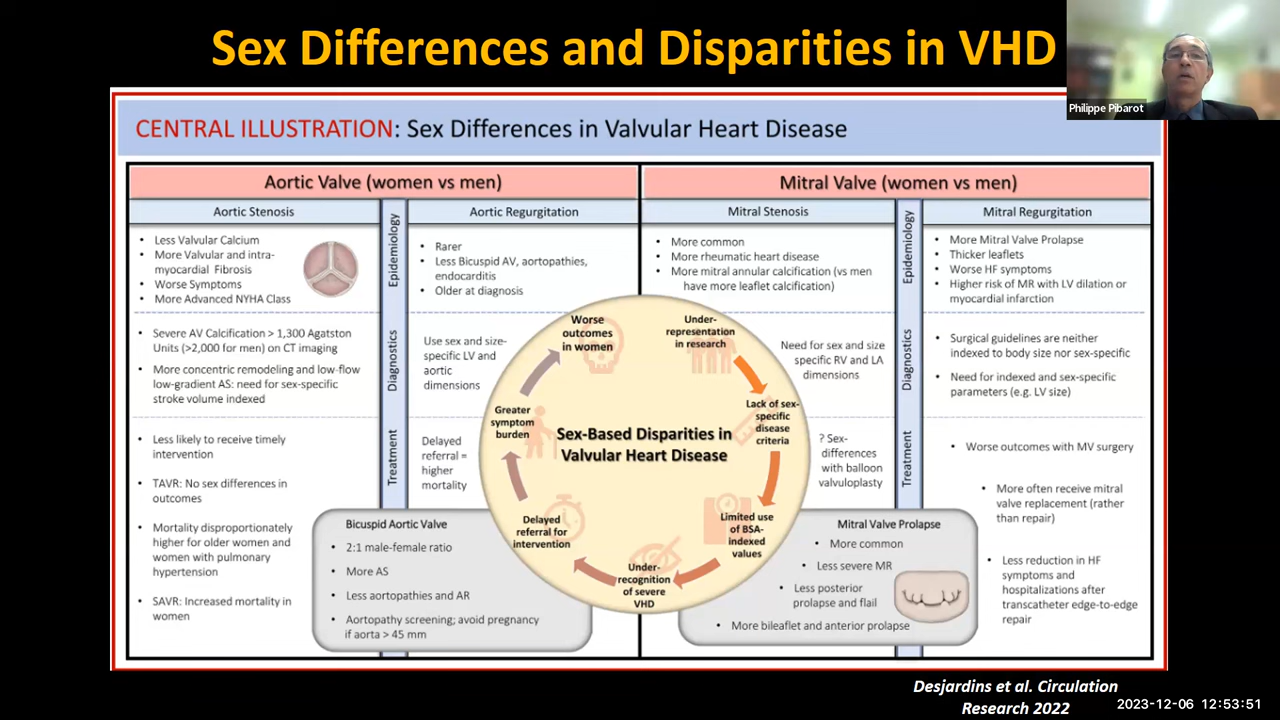 Sex Differences and Disparities in VHD
Philippe Pibarot
CENTRAL ILLUSTRATION: Sex Differences in Valvular Heart Disease
Aortic Valve (women vs men)
Aortic Stenosis
Epidemiology
Aortic Regurgitation
• Less Valvular Calcium
• More Valvular and intra-
myocardial Fibrosis
• Worse Symptoms
• More Advanced NYHA Class
• Rarer
• Less Bicuspid AV, aortopathies,
endocarditis
• Older at diagnosis
Diagnostics
• Severe AV Calcification > 1,300 Agatston
Units (>2,000 for men) on CT imaging
• More concentric remodeling and low-flow
low-gradient AS: need for sex-specific
stroke volume indexed
Use sex and size-
specific LV and
aortic
dimensions
Treatment
• Less likely to receive timely
intervention
• TAVR: No sex differences in
outcomes
• Mortality disproportionately
higher for older women and
women with pulmonary
hypertension
• SAVR: Increased mortality in
women
Delayed
referral =
higher
mortality
Bicuspid Aortic Valve
• 2:1 male-female ratio
• More AS
• Less aortopathies and AR
• Aortopathy screening; avoid pregnancy
if aorta > 45 mm
Mitral Valve (women vs men)
Mitral Stenosis
Epidemiology
Mitral Regurgitation
• More common
• More rheumatic heart disease
• More mitral annular calcification (vs men
have more leaflet calcification)
• More Mitral Valve Prolapse
• Thicker leaflets
• Worse HF symptoms
• Higher risk of MR with LV dilation or
myocardial infarction
Diagnostics
Need for sex and size
specific RV and LA
dimensions
• Surgical guidelines are neither
indexed to body size nor sex-specific
• Need for indexed and sex-specific
parameters (e.g. LV size)
Treatment
? Sex-
differences
with balloon
valvuloplasty
• Worse outcomes with MV surgery
• More often receive mitral
valve replacement (rather
than repair)
• Less reduction in HF
symptoms and
hospitalizations after
transcatheter edge-to-edge
repair
Mitral Valve Prolapse
• More common
• Less severe MR
• Less posterior
prolapse and flail
• More bileaflet and anterior prolapse
Sex-Based Disparities in
Valvular Heart Disease
Under-
representation
in research
Lack of sex-
specific
disease
criteria
Limited use
of BSA-
indexed
values
Under-
recognition
of severe
VHD
Delayed
referral for
intervention
Greater
symptom
burden
Worse
outcomes
in women
Desjardins et al. Circulation
Research 2022
2023-12-06 12:53:51